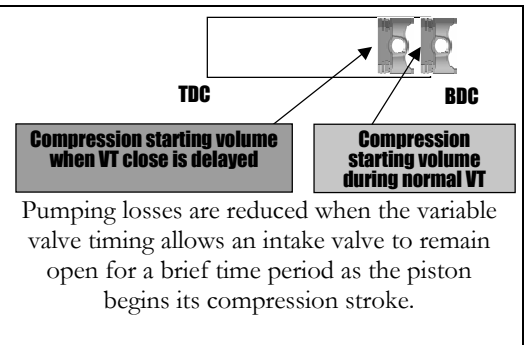 TDC
BDC
Compression starting volume
when VT close is delayed
Compression
starting volume
during normal VT
Pumping losses are reduced when the variable
valve timing allows an intake valve to remain
open for a brief time period as the piston
begins its compression stroke.